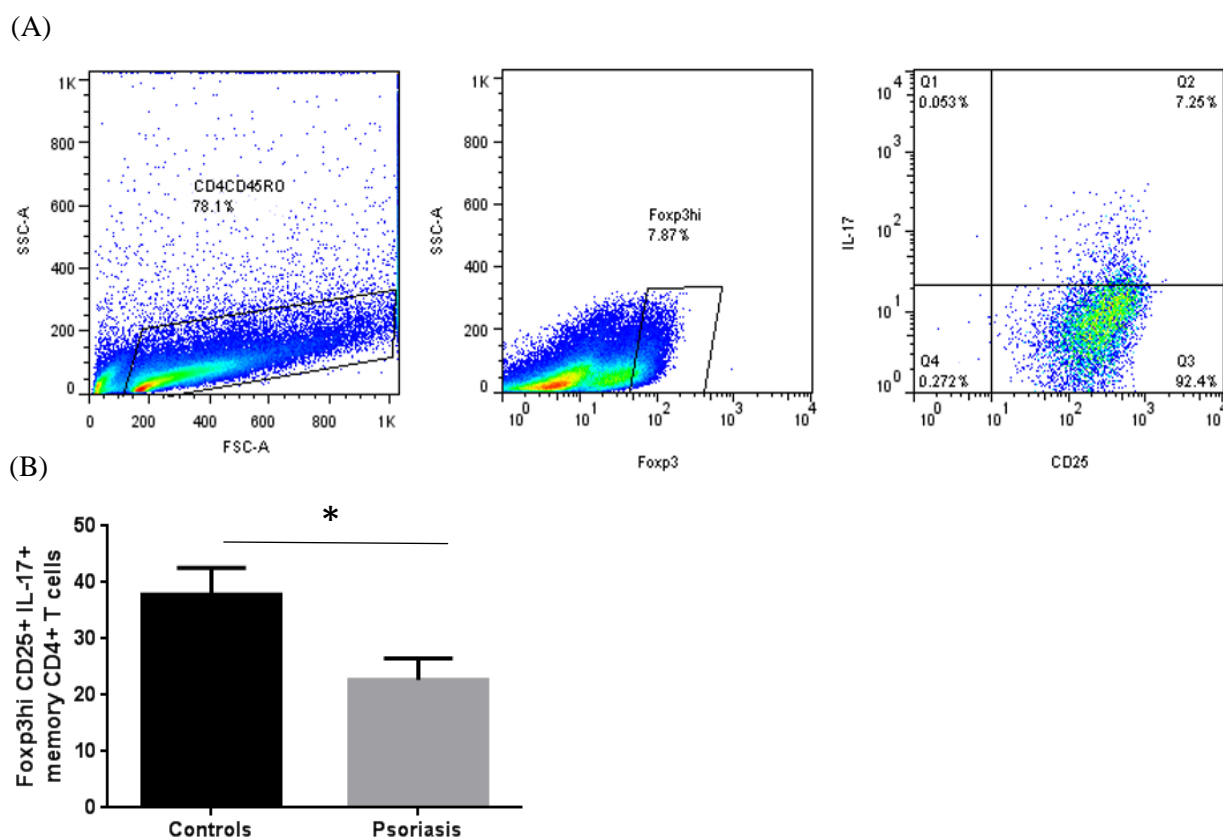 (A)
1K
800
600
400
200
0
SSC-A
CD4CD45RO
78.1%
0 200 400 600 800 1K
FSC-A
1K
800
600
400
200
0
SSC-A
Foxp3hi
7.87%
10^0 10^1 10^2 10^3 10^4
Foxp3
10^4
10^3
10^2
10^1
10^0
IL-17
Q1
0.053%
Q2
7.25%
Q4
0.272%
Q3
92.4%
10^0 10^1 10^2 10^3 10^4
CD25
(B)
Foxp3hi CD25+ IL-17+
memory CD4+ T cells
50
40
30
20
10
0
*
Controls Psoriasis